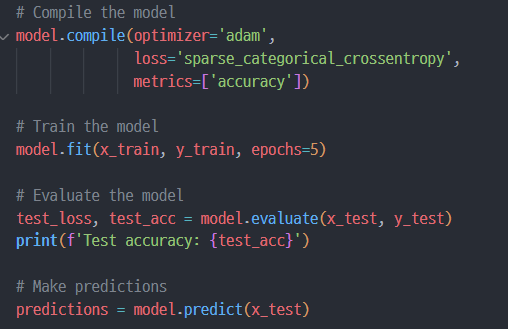 # Compile the model
model.compile(optimizer='adam',
loss='sparse_categorical_crossentropy',
metrics=['accuracy'])
# Train the model
model.fit(x_train, y_train, epochs=5)
# Evaluate the model
test_loss, test_acc = model.evaluate(x_test, y_test)
print(f'Test accuracy: {test_acc}')
# Make predictions
predictions = model.predict(x_test)